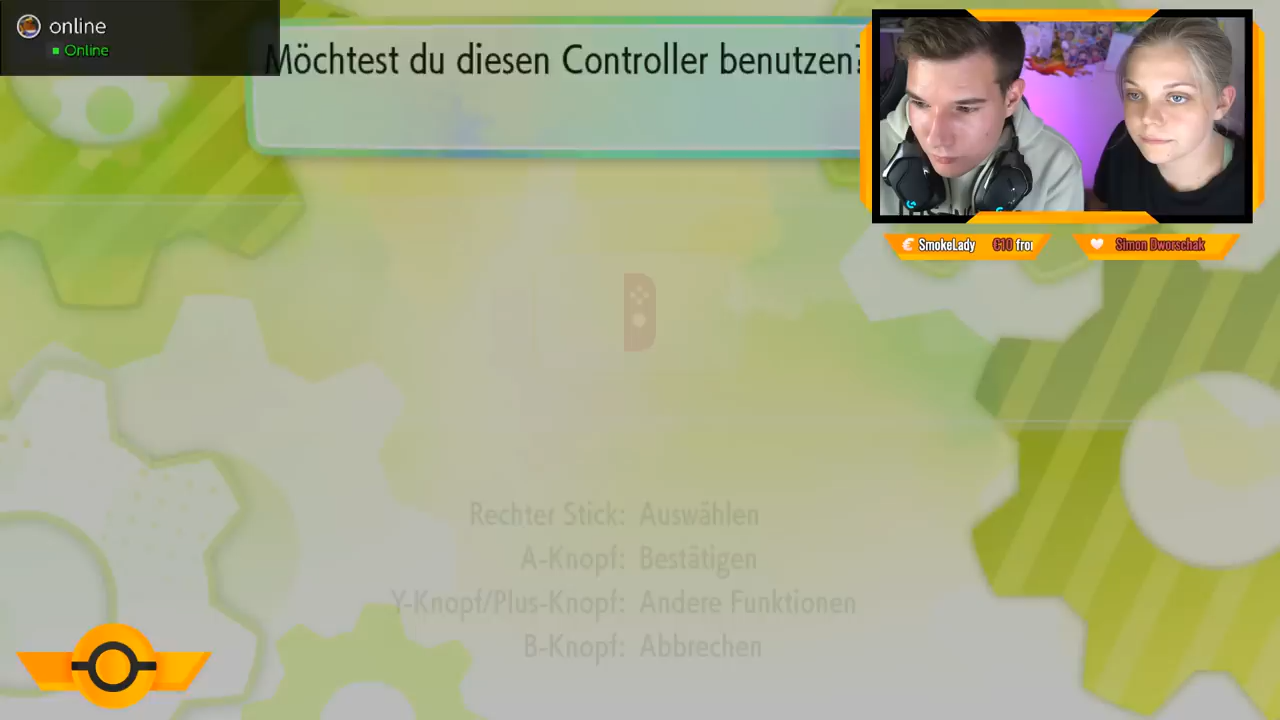 online
Online
Möchtest du diesen Controller benutzen?
SmokeLady €10 fror
Simon Dworschak
Rechter Stick: Auswählen
A-Knopf: Bestätigen
Y-Knopf/Plus-Knopf: Andere Funktionen
B-Knopf: Abbrechen